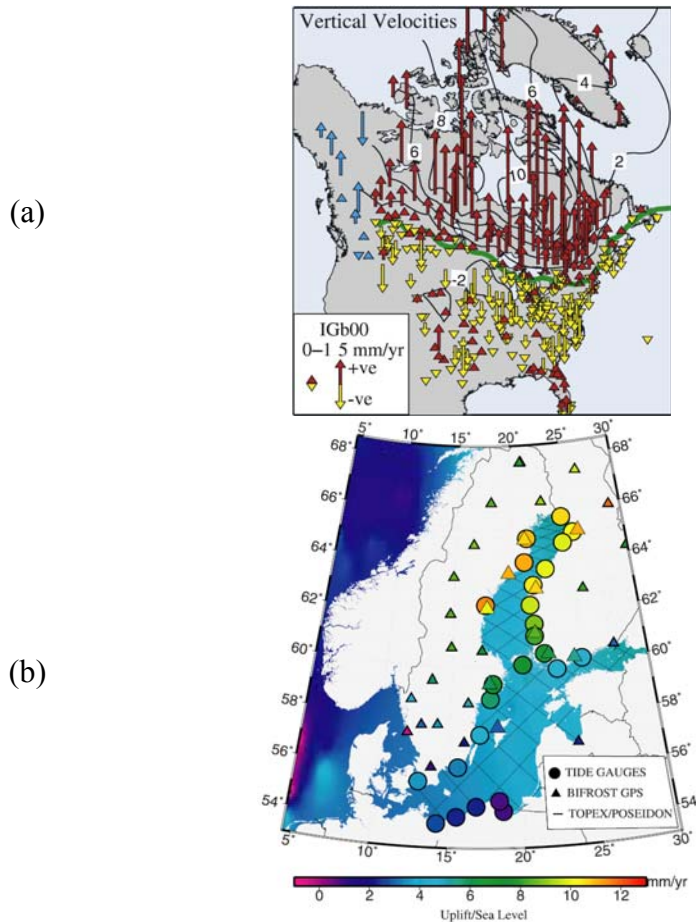 (a)
Vertical Velocities
4
6
8
6
2
10
-2
IGb00
0–1 5 mm/yr
+ve
-ve
(b)
5° 10° 15° 20° 25° 30°
68°
68°
66°
66°
64°
64°
62°
62°
60°
60°
58°
58°
56°
56°
54°
54°
TIDE GAUGES
BIFROST GPS
TOPEX/POSEIDON
5° 10° 15° 20° 25° 30°
0 2 4 6 8 10 12 mm/yr
Uplift/Sea Level